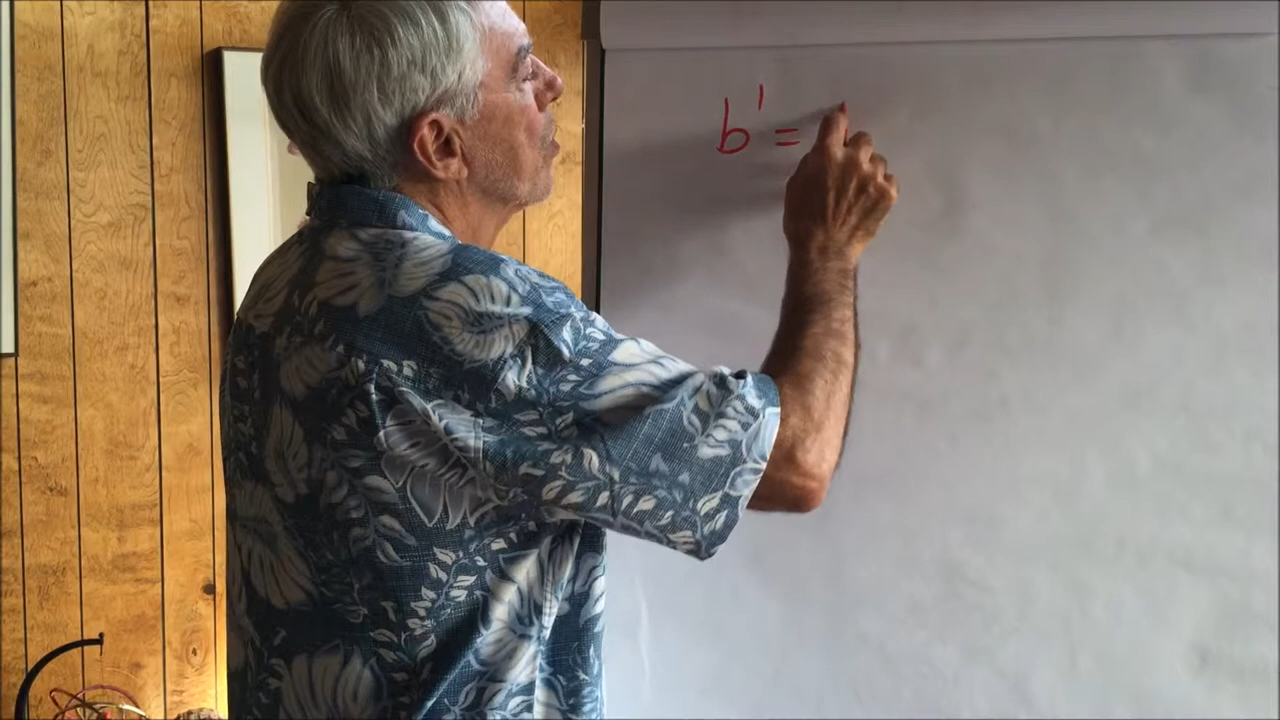 b' =